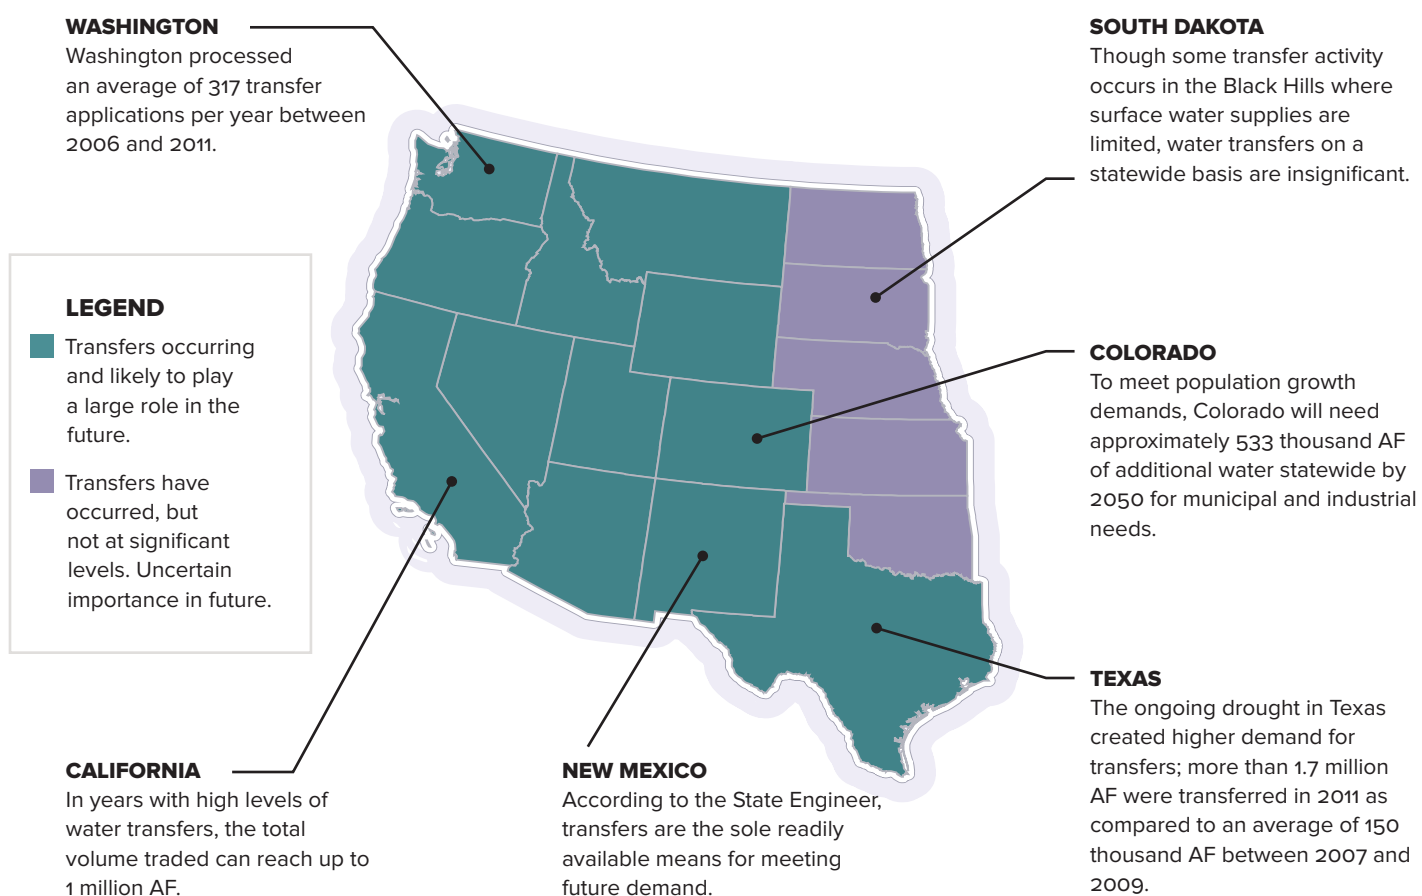 WASHINGTON
Washington processed
an average of 317 transfer
applications per year between
2006 and 2011.
SOUTH DAKOTA
Though some transfer activity
occurs in the Black Hills where
surface water supplies are
limited, water transfers on a
statewide basis are insignificant.
LEGEND
Transfers occurring
and likely to play
a large role in the
future.
Transfers have
occurred, but
not at significant
levels. Uncertain
importance in future.
COLORADO
To meet population growth
demands, Colorado will need
approximately 533 thousand AF
of additional water statewide by
2050 for municipal and industrial
needs.
CALIFORNIA
In years with high levels of
water transfers, the total
volume traded can reach up to
1 million AF.
NEW MEXICO
According to the State Engineer,
transfers are the sole readily
available means for meeting
future demand.
TEXAS
The ongoing drought in Texas
created higher demand for
transfers; more than 1.7 million
AF were transferred in 2011 as
compared to an average of 150
thousand AF between 2007 and
2009.